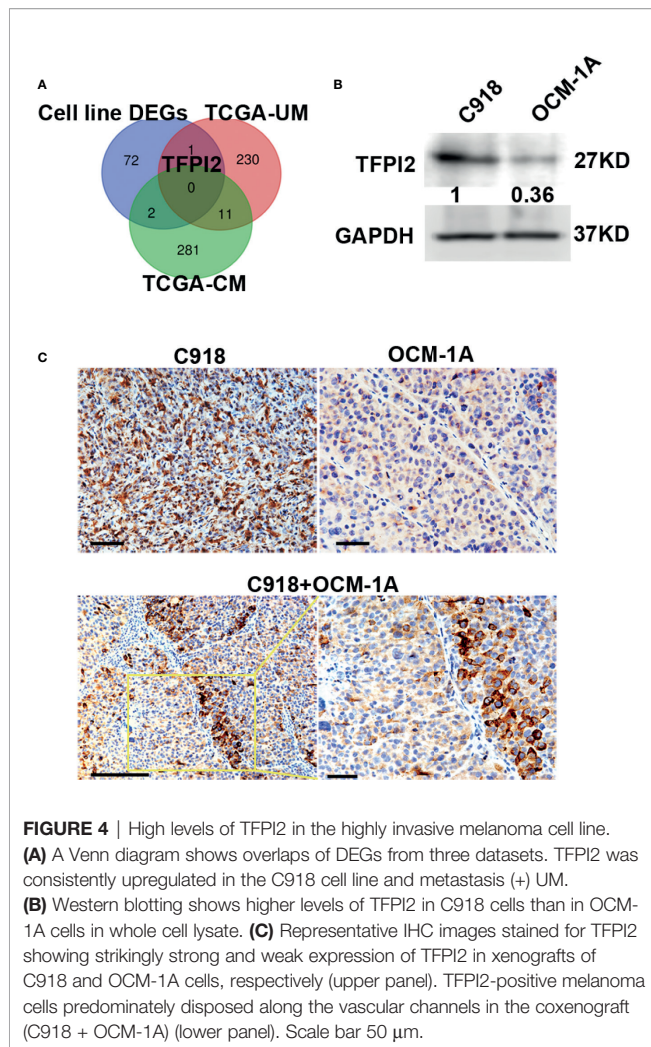 A
Cell line DEGs TCGA-UM
72
1
230
TFPI2
0
2
11
281
TCGA-CM
B
C918
OCM-1A
TFPI2
27KD
1 0.36
GAPDH
37KD
C
C918 OCM-1A
C918+OCM-1A
FIGURE 4 | High levels of TFPI2 in the highly invasive melanoma cell line.
(A) A Venn diagram shows overlaps of DEGs from three datasets. TFPI2 was
consistently upregulated in the C918 cell line and metastasis (+) UM.
(B) Western blotting shows higher levels of TFPI2 in C918 cells than in OCM-
1A cells in whole cell lysate. (C) Representative IHC images stained for TFPI2
showing strikingly strong and weak expression of TFPI2 in xenografts of
C918 and OCM-1A cells, respectively (upper panel). TFPI2-positive melanoma
cells predominately disposed along the vascular channels in the coxenograft
(C918 + OCM-1A) (lower panel). Scale bar 50 μm.